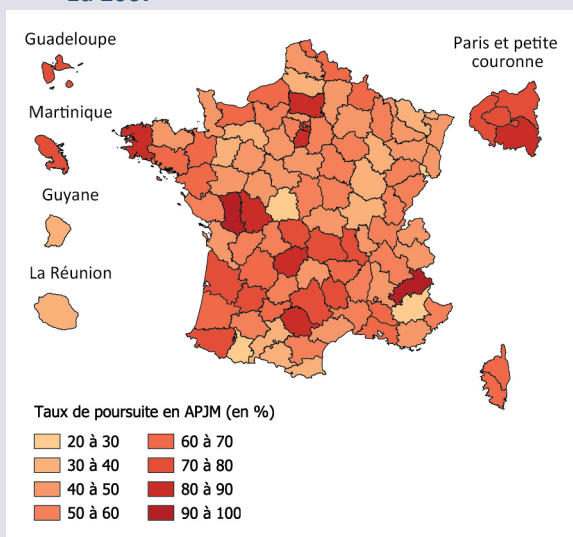 Guadeloupe
Paris et petite
couronne
Martinique
Guyane
La Réunion
Taux de poursuite en APJM (en %)
20 à 30
60 à 70
30 à 40
70 à 80
40 à 50
80 à 90
50 à 60
90 à 100